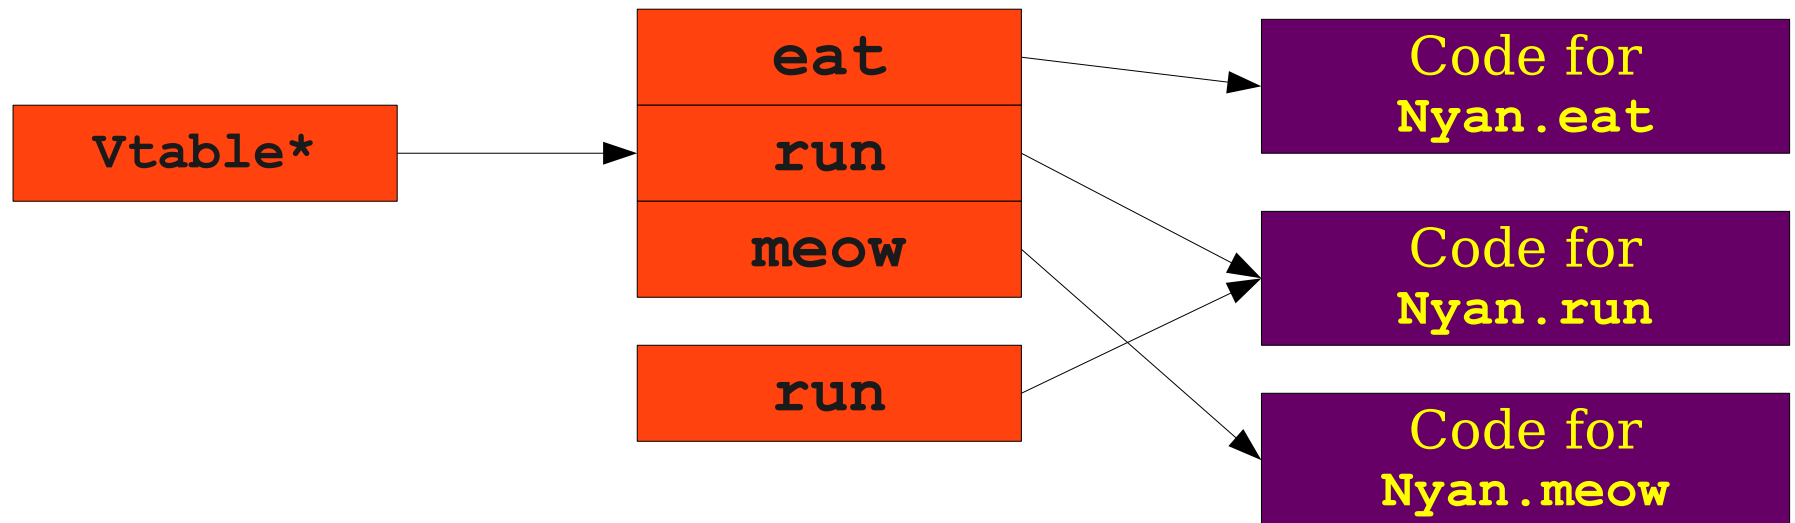 Vtable*
eat
run
meow
run
Code for
Nyan.eat
Code for
Nyan.run
Code for
Nyan.meow